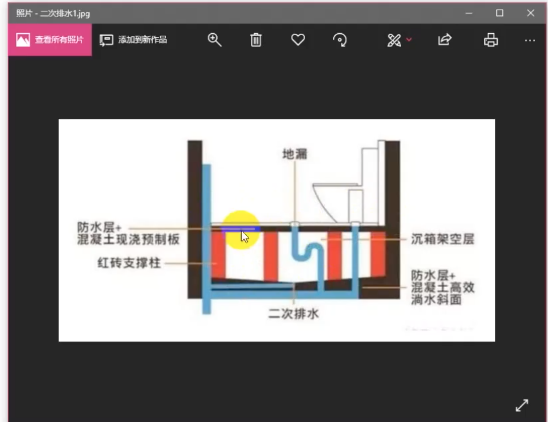 照片 - 二次排水1.jpg
查看所有照片
添加到新作品
地漏
防水层+
混凝土现浇预制板
沉箱架空层
红砖支撑柱
防水层+
混凝土高效
淌水斜面
二次排水